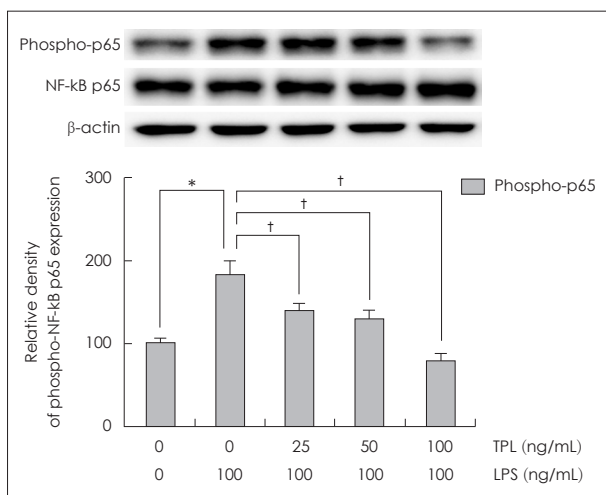 Phospho-p65
NF-kB p65
β-actin
300
200
100
0
Relative density
of phospho-NF-kB p65 expression
*
†
†
†
Phospho-p65
0 0 25 50 100 TPL (ng/mL)
0 100 100 100 100 LPS (ng/mL)